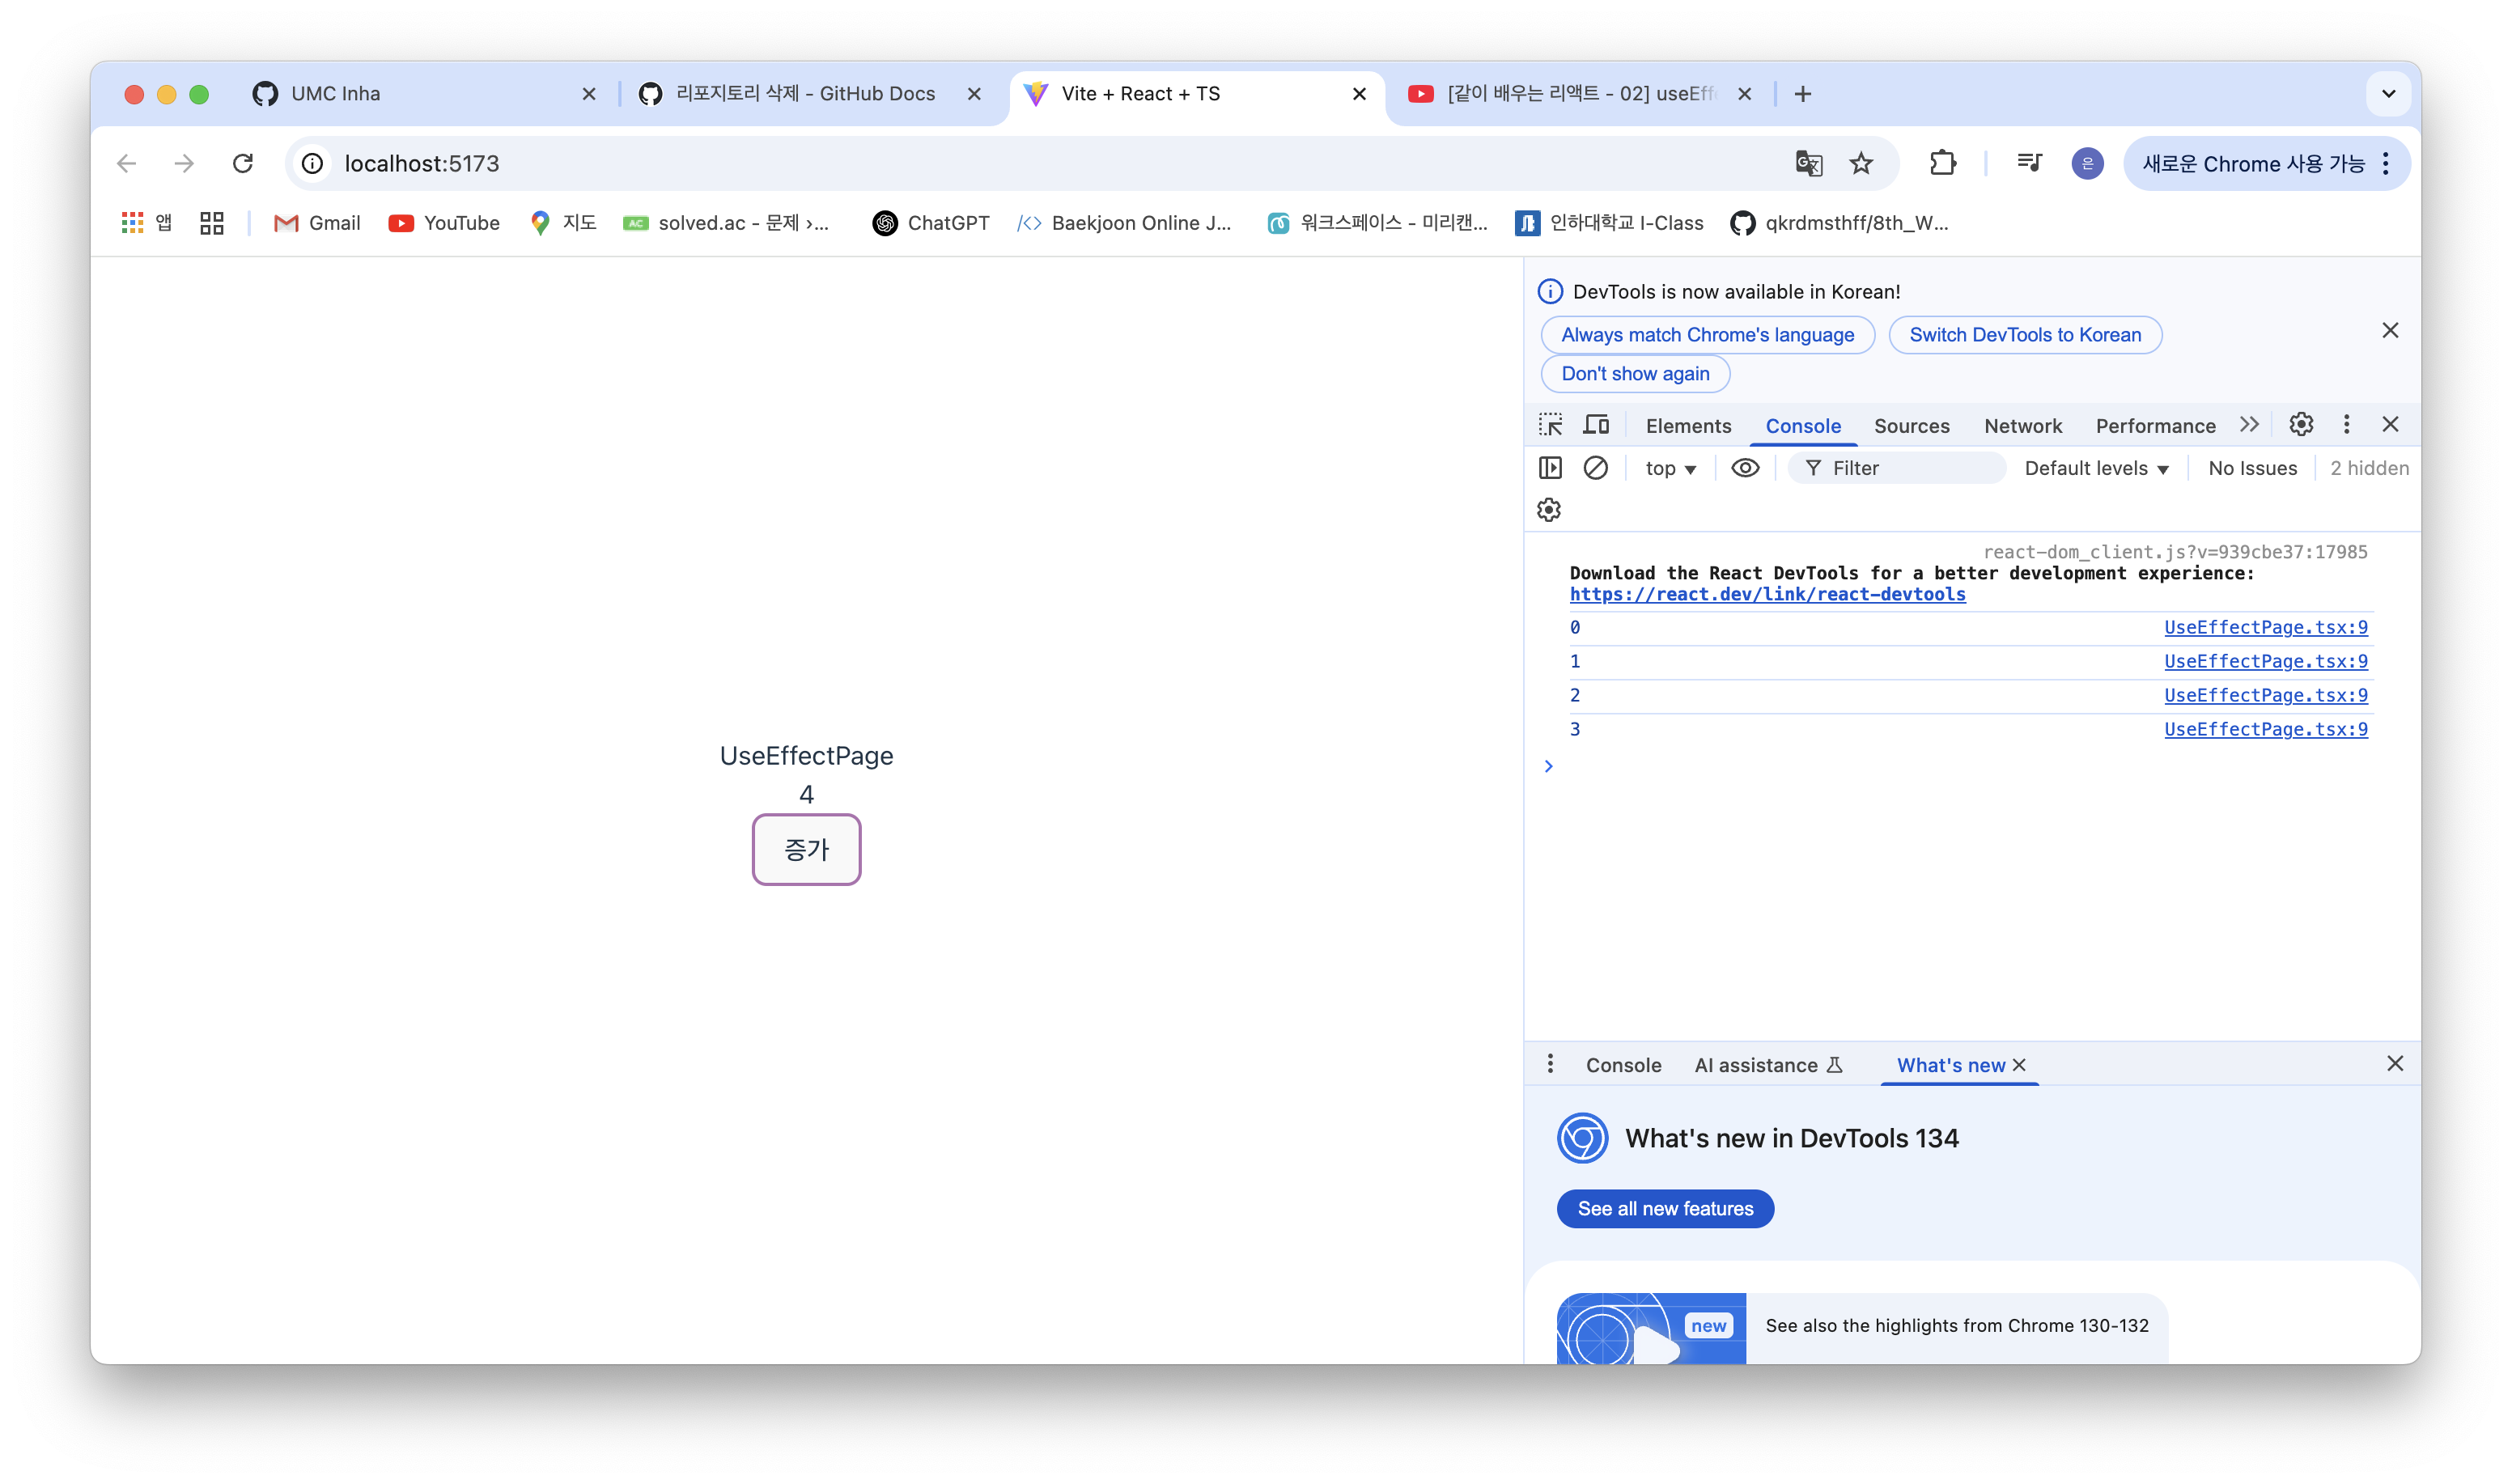 UMC Inha
리포지토리 삭제 - GitHub Docs
Vite + React + TS
[같이 배우는 리액트 - 02] useEff
localhost:5173
새로운 Chrome 사용 가능
은
앱
Gmail
YouTube
지도
AC solved.ac - 문제 ›...
ChatGPT
Baekjoon Online J...
워크스페이스 - 미리캔...
인하대학교 I-Class
qkrdmsthff/8th_W...
UseEffectPage
4
증가
DevTools is now available in Korean!
Always match Chrome's language
Switch DevTools to Korean
Don't show again
Elements Console Sources Network Performance
top Filter Default levels No Issues 2 hidden
react-dom_client.js?v=939cbe37:17985
Download the React DevTools for a better development experience:
https://react.dev/link/react-devtools
0 UseEffectPage.tsx:9
1 UseEffectPage.tsx:9
2 UseEffectPage.tsx:9
3 UseEffectPage.tsx:9
Console AI assistance What's new
What's new in DevTools 134
See all new features
new
See also the highlights from Chrome 130-132